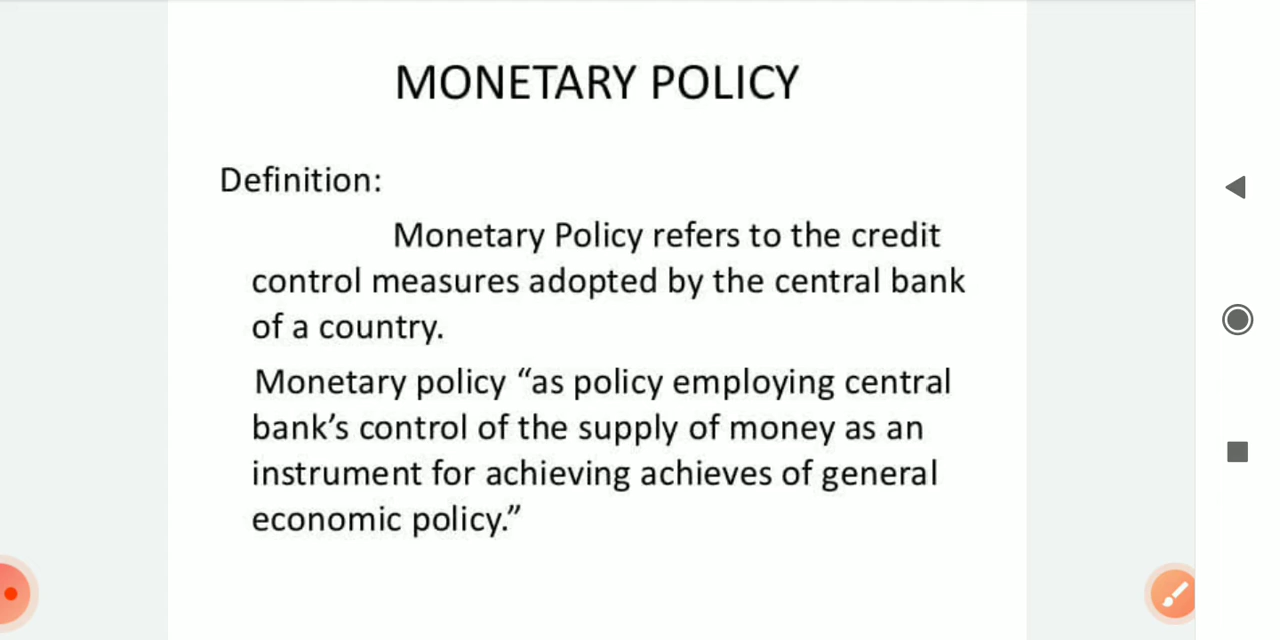 MONETARY POLICY
Definition:
Monetary Policy refers to the credit
control measures adopted by the central bank
of a country.
Monetary policy “as policy employing central
bank’s control of the supply of money as an
instrument for achieving achieves of general
economic policy.”